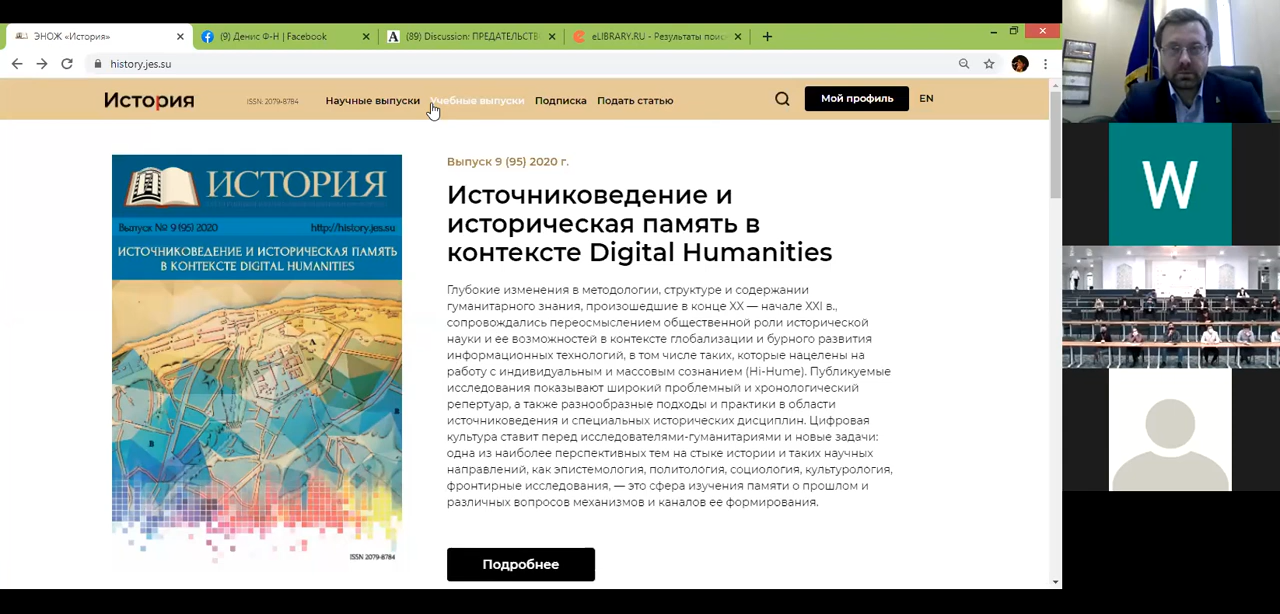 ЭНОЖ «История»
(9) Денис Ф-Н | Facebook
(89) Discussion: ПРЕДАТЕЛЬСТВ
eLIBRARY.RU - Результаты поис
history.jes.su
История
ISSN: 2079-8784
Научные выпуски
Учебные выпуски
Подписка
Подать статью
Мой профиль
EN
ИСТОРИЯ
Выпуск № 9 (95) 2020
http://history.jes.su
ИСТОЧНИКОВЕДЕНИЕ И ИСТОРИЧЕСКАЯ ПАМЯТЬ
В КОНТЕКСТЕ DIGITAL HUMANITIES
A
B
ISSN 2079-8784
Выпуск 9 (95) 2020 г.
Источниковедение и
историческая память в
контексте Digital Humanities
Глубокие изменения в методологии, структуре и содержании
гуманитарного знания, произошедшие в конце XX — начале XXI в.,
сопровождались переосмыслением общественной роли исторической
науки и ее возможностей в контексте глобализации и бурного развития
информационных технологий, в том числе таких, которые нацелены на
работу с индивидуальным и массовым сознанием (Hi-Hume). Публикуемые
исследования показывают широкий проблемный и хронологический
репертуар, а также разнообразные подходы и практики в области
источниковедения и специальных исторических дисциплин. Цифровая
культура ставит перед исследователями-гуманитариями и новые задачи:
одна из наиболее перспективных тем на стыке истории и таких научных
направлений, как эпистемология, политология, социология, культурология,
фронтирные исследования, — это сфера изучения памяти о прошлом и
различных вопросов механизмов и каналов ее формирования.
Подробнее
W